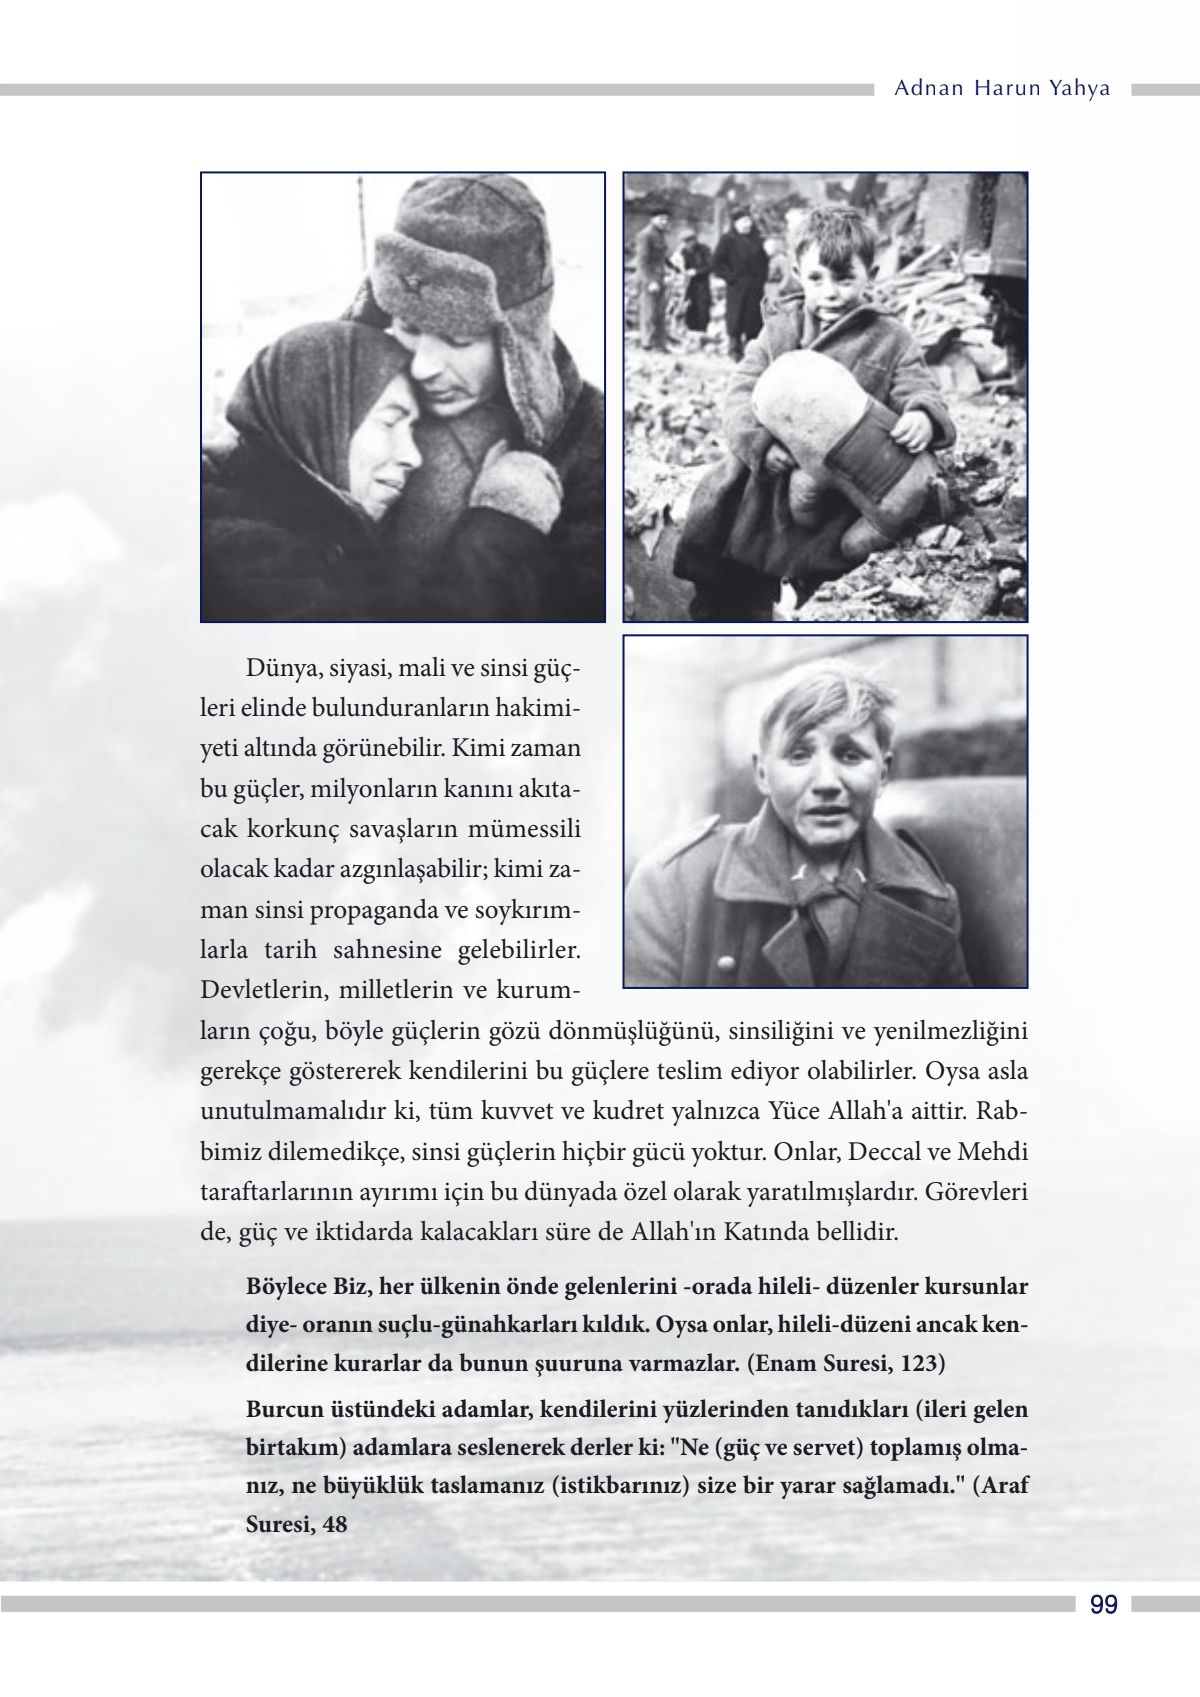 Adnan Harun Yahya
Dünya, siyasi, mali ve sinsi güç-
leri elinde bulunduranların hakimi-
yeti altında görünebilir. Kimi zaman
bu güçler, milyonların kanını akıta-
cak korkunç savaşların mümessili
olacak kadar azgınlaşabilir; kimi za-
man sinsi propaganda ve soykırım-
larla tarih sahnesine gelebilirler.
Devletlerin, milletlerin ve kurum-
ların çoğu, böyle güçlerin gözü dönmüşlüğünü, sinsiliğini ve yenilmezliğini
gerekçe göstererek kendilerini bu güçlere teslim ediyor olabilirler. Oysa asla
unutulmamalıdır ki, tüm kuvvet ve kudret yalnızca Yüce Allah'a aittir. Rab-
bimiz dilemedikçe, sinsi güçlerin hiçbir gücü yoktur. Onlar, Deccal ve Mehdi
taraftarlarının ayırımı için bu dünyada özel olarak yaratılmışlardır. Görevleri
de, güç ve iktidarda kalacakları süre de Allah'ın Katında bellidir.
Böylece Biz, her ülkenin önde gelenlerini -orada hileli- düzenler kursunlar
diye- oranın suçlu-günahkarları kıldık. Oysa onlar, hileli-düzeni ancak ken-
dilerine kurarlar da bunun şuuruna varmazlar. (Enam Suresi, 123)
Burcun üstündeki adamlar, kendilerini yüzlerinden tanıdıkları (ileri gelen
birtakım) adamlara seslenerek derler ki: "Ne (güç ve servet) toplamış olma-
nız, ne büyüklük taslamanız (istikbarınız) size bir yarar sağlamadı." (Araf
Suresi, 48
99